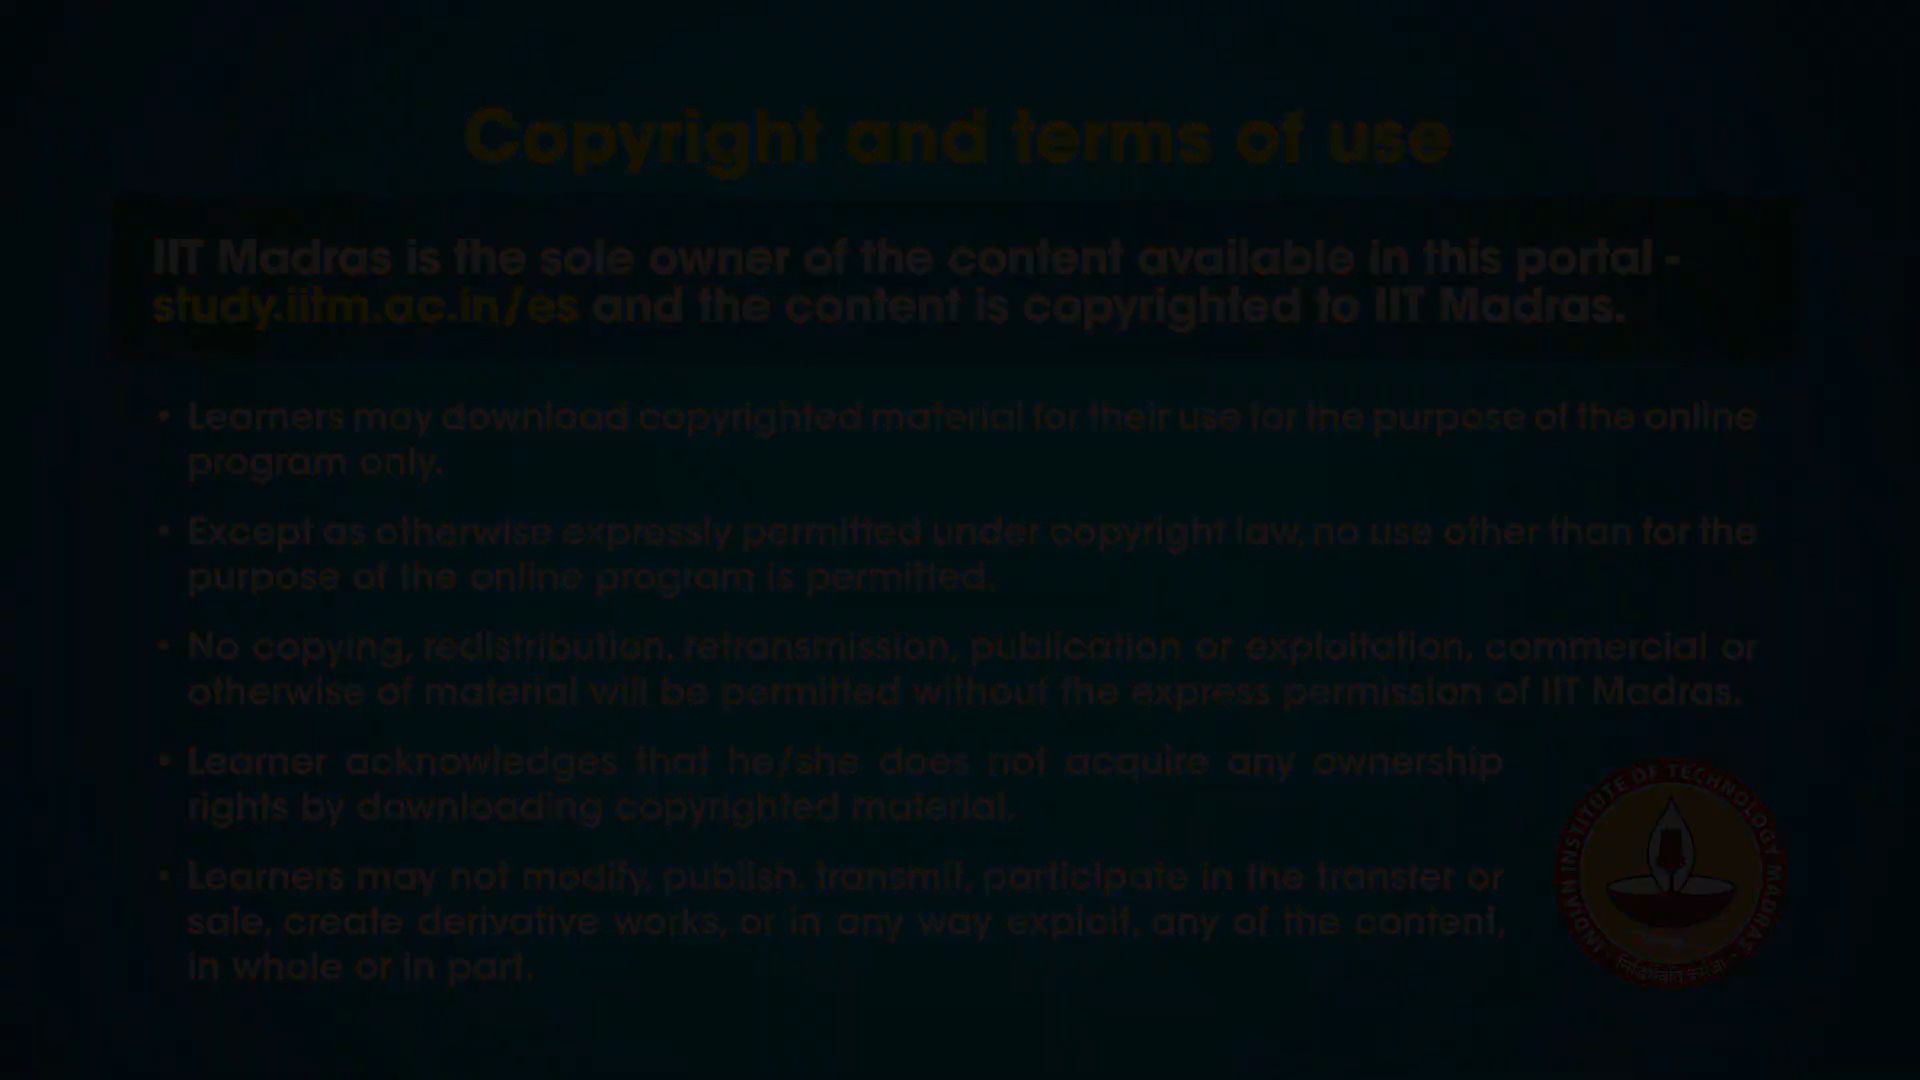 Copyright and terms of use
IIT Madras is the sole owner of the content available in this portal -
study.iitm.ac.in/es and the content is copyrighted to IIT Madras.
• Learners may download copyrighted material for their use for the purpose of the online
program only.
• Except as otherwise expressly permitted under copyright law, no use other than for the
purpose of the online program is permitted.
• No copying, redistribution, retransmission, publication or exploitation, commercial or
otherwise of material will be permitted without the express permission of IIT Madras.
• Learner acknowledges that he/she does not acquire any ownership
rights by downloading copyrighted material.
• Learners may not modify, publish, transmit, participate in the transfer or
sale, create derivative works, or in any way exploit, any of the content,
in whole or in part.
INDIAN INSTITUTE OF TECHNOLOGY MADRAS